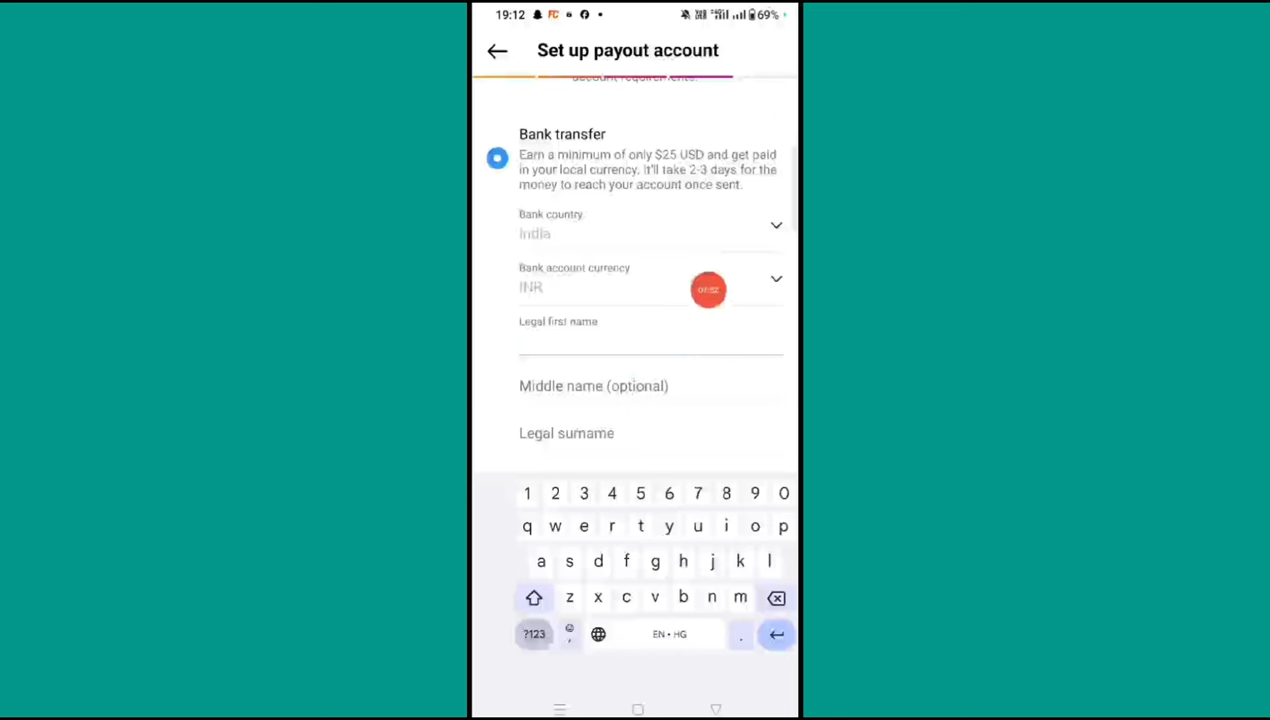 19:12 FC 69%
Set up payout account
account requirements.
Bank transfer
Earn a minimum of only $25 USD and get paid
in your local currency. It'll take 2-3 days for the
money to reach your account once sent.
Bank country
India
Bank account currency
INR
Legal first name
Middle name (optional)
Legal surname
1 2 3 4 5 6 7 8 9 0
q w e r t y u i o p
a s d f g h j k l
z x c v b n m
?123 , EN • HG .